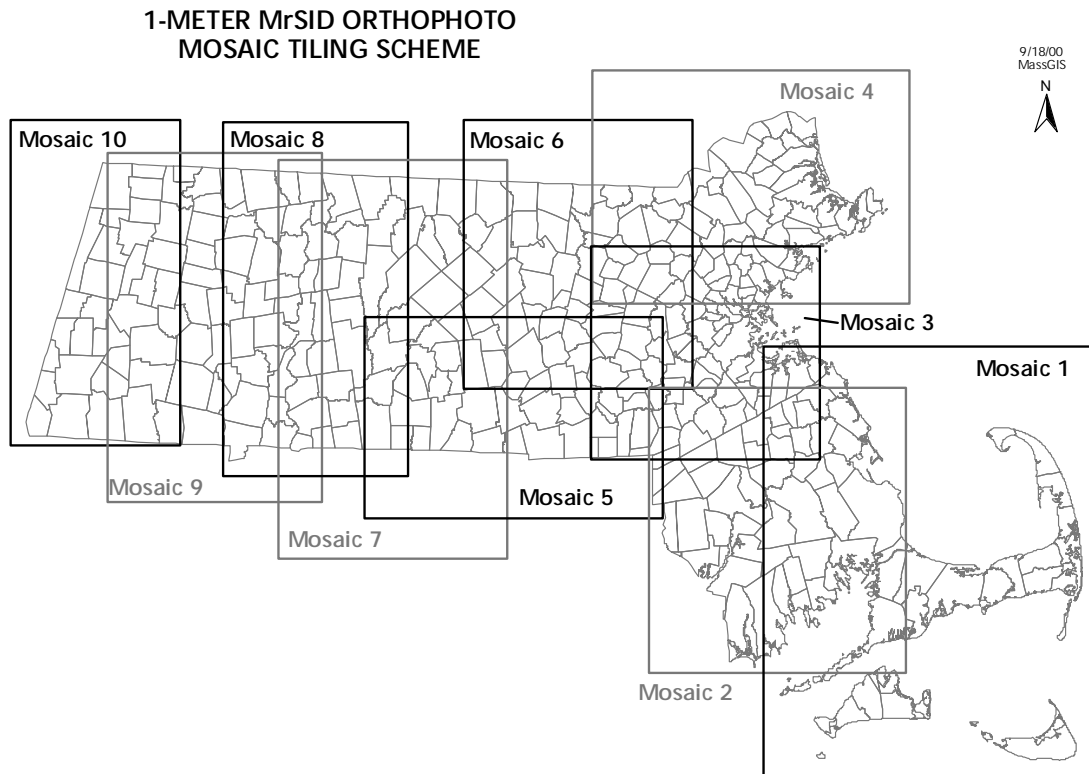 1-METER MrSID ORTHOPHOTO
MOSAIC TILING SCHEME
9/18/00
MassGIS
N
Mosaic 4
Mosaic 10
Mosaic 8
Mosaic 6
Mosaic 3
Mosaic 1
Mosaic 9
Mosaic 5
Mosaic 7
Mosaic 2